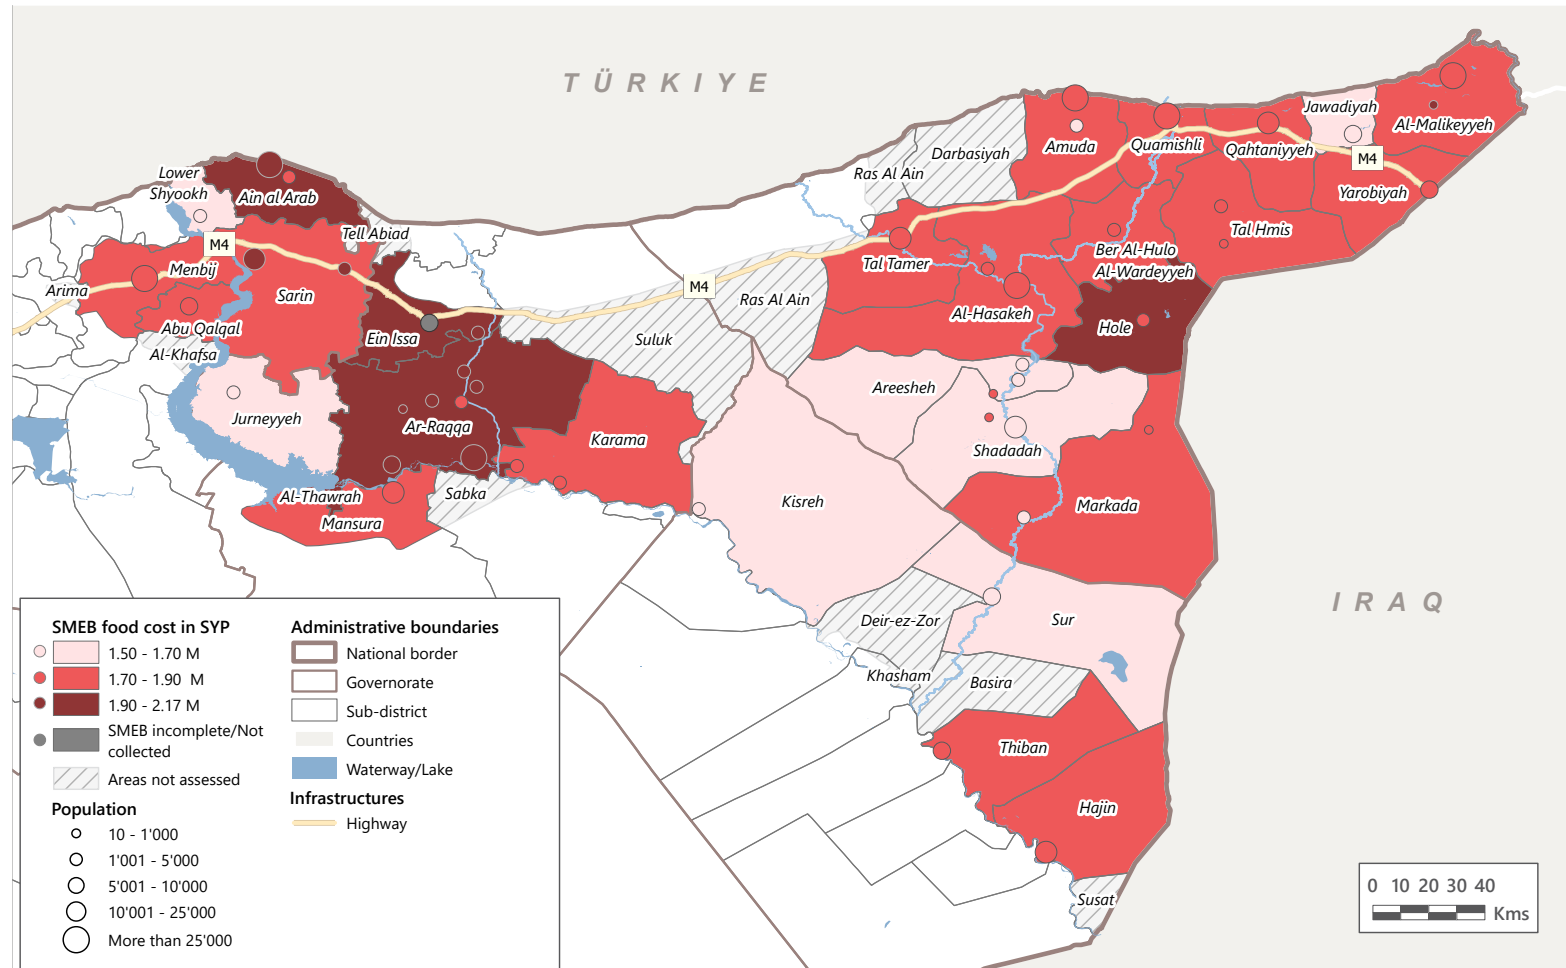 TÜRKIYE
Jawadiyah
Al-Malikeyyeh
Darbasiyah
Amuda
Quamishli
Qahtaniyyeh
M4
Ras Al Ain
Yarobiyah
Lower
Shyookh
Ain al Arab
Tell Abiad
M4
Menbij
Arima
Sarin
Tal Hmis
Ber Al-Hulo
Al-Wardeyyeh
Tal Tamer
M4
Ras Al Ain
Al-Hasakeh
Hole
Abu Qalqal
Al-Khafsa
Ein Issa
Suluk
Areesheh
Jurneyyeh
Ar-Raqqa
Karama
Shadadah
Al-Thawrah
Sabka
Mansura
Kisreh
Markada
IRAQ
Deir-ez-Zor
Sur
Khasham
Basira
Thiban
Hajin
Susat
SMEB food cost in SYP
1.50 - 1.70 M
1.70 - 1.90 M
1.90 - 2.17 M
SMEB incomplete/Not
collected
Areas not assessed
Population
10 - 1'000
1'001 - 5'000
5'001 - 10'000
10'001 - 25'000
More than 25'000
Administrative boundaries
National border
Governorate
Sub-district
Countries
Waterway/Lake
Infrastructures
Highway
0 10 20 30 40
Kms